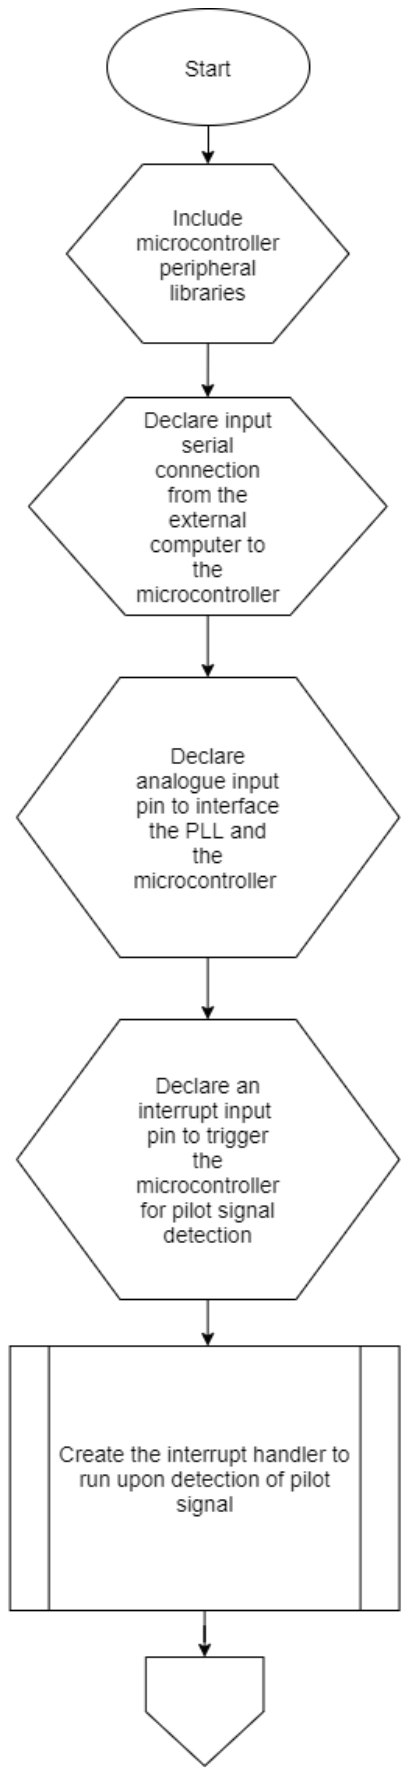 Start
Include
microcontroller
peripheral
libraries
Declare input
serial
connection
from the
external
computer to
the
microcontroller
Declare
analogue input
pin to interface
the PLL and
the
microcontroller
Declare an
interrupt input
pin to trigger
the
microcontroller
for pilot signal
detection
Create the interrupt handler to
run upon detection of pilot
signal